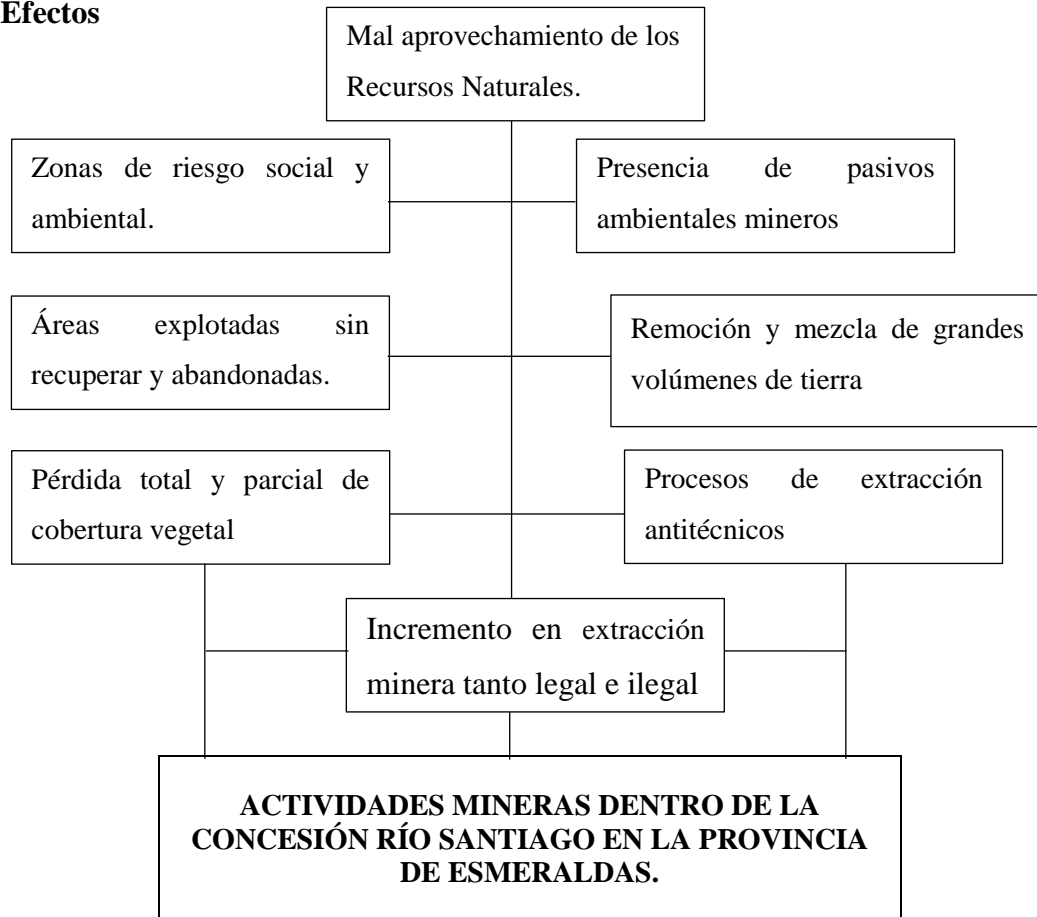 Efectos
Mal aprovechamiento de los
Recursos Naturales.
Zonas de riesgo social y
ambiental.
Presencia de pasivos
ambientales mineros
Áreas explotadas sin
recuperar y abandonadas.
Remoción y mezcla de grandes
volúmenes de tierra
Pérdida total y parcial de
cobertura vegetal
Procesos de extracción
antitécnicos
Incremento en extracción
minera tanto legal e ilegal
ACTIVIDADES MINERAS DENTRO DE LA
CONCESIÓN RÍO SANTIAGO EN LA PROVINCIA
DE ESMERALDAS.